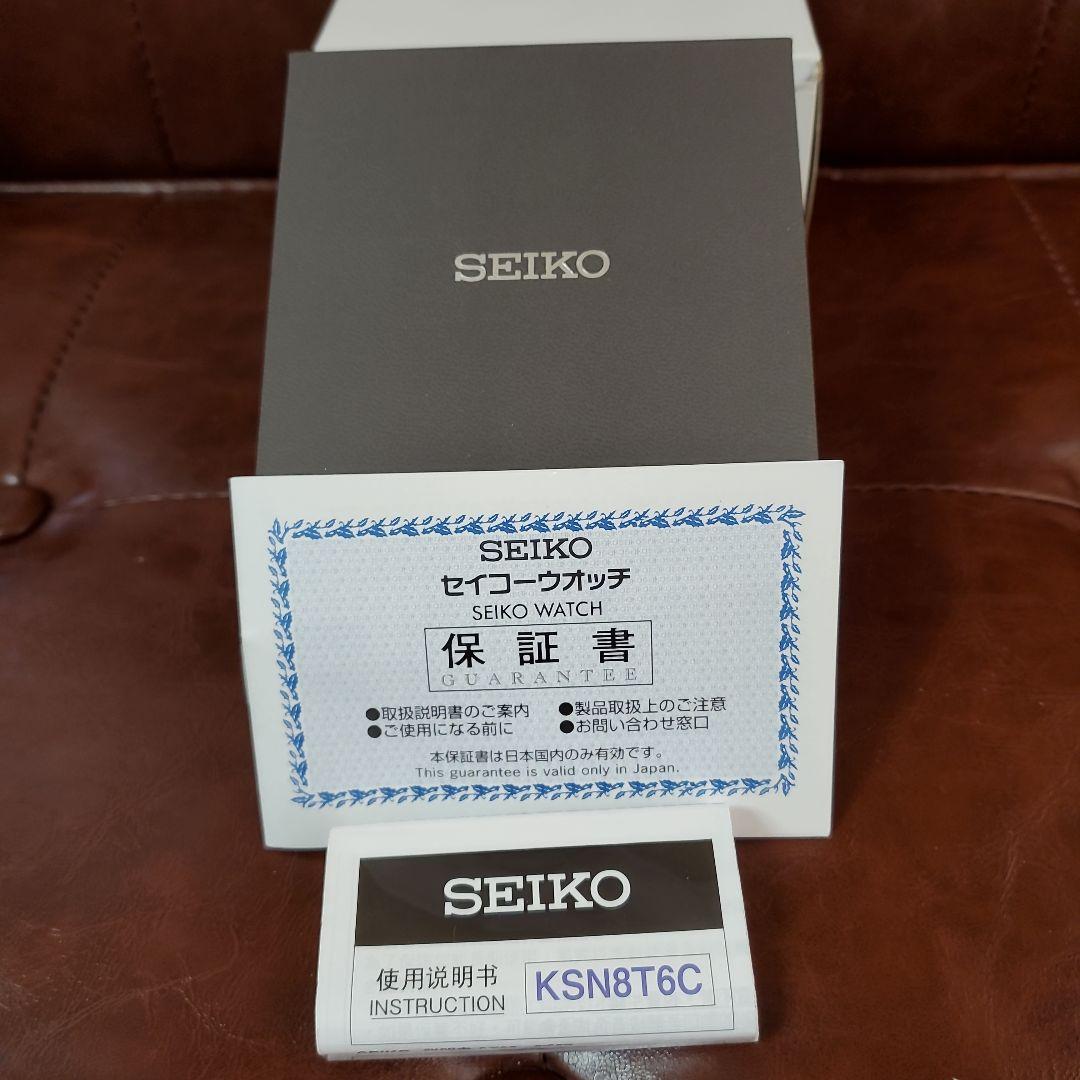 SEIKO
SEIKO
セイコーウオッチ
SEIKO WATCH
保証書
GUARANTEE
●取扱説明書のご案内 ●製品取扱上のご注意
●ご使用になる前に ●お問い合わせ窓口
本保証書は日本国内のみ有効です。
This guarantee is valid only in Japan.
SEIKO
使用说明书 KSN8T6C
INSTRUCTION